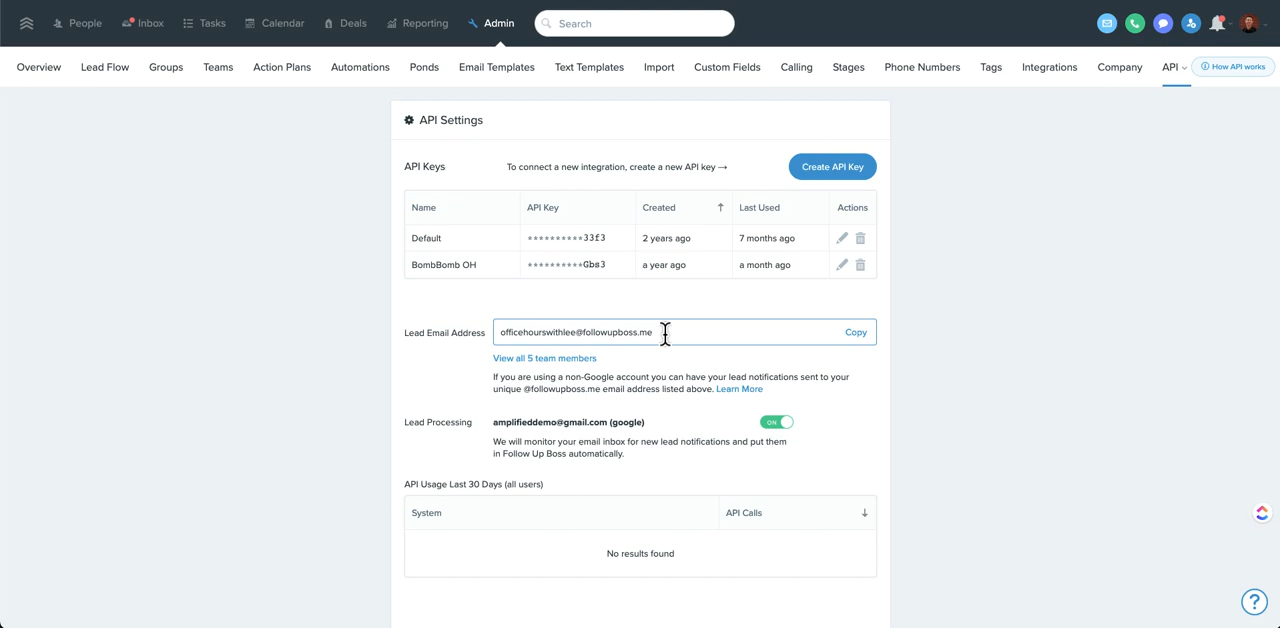 People
Inbox
Tasks
Calendar
Deals
Reporting
Admin
Search
Overview
Lead Flow
Groups
Teams
Action Plans
Automations
Ponds
Email Templates
Text Templates
Import
Custom Fields
Calling
Stages
Phone Numbers
Tags
Integrations
Company
API
How API works
API Settings
API Keys
To connect a new integration, create a new API key →
Create API Key
Name
API Key
Created
Last Used
Actions
Default
**********33f3
2 years ago
7 months ago
BombBomb OH
**********Gbs3
a year ago
a month ago
Lead Email Address
officehourswithlee@followupboss.me
Copy
View all 5 team members
If you are using a non-Google account you can have your lead notifications sent to your
unique @followupboss.me email address listed above. Learn More
Lead Processing
amplifieddemo@gmail.com (google)
ON
We will monitor your email inbox for new lead notifications and put them
in Follow Up Boss automatically.
API Usage Last 30 Days (all users)
System
API Calls
No results found
?